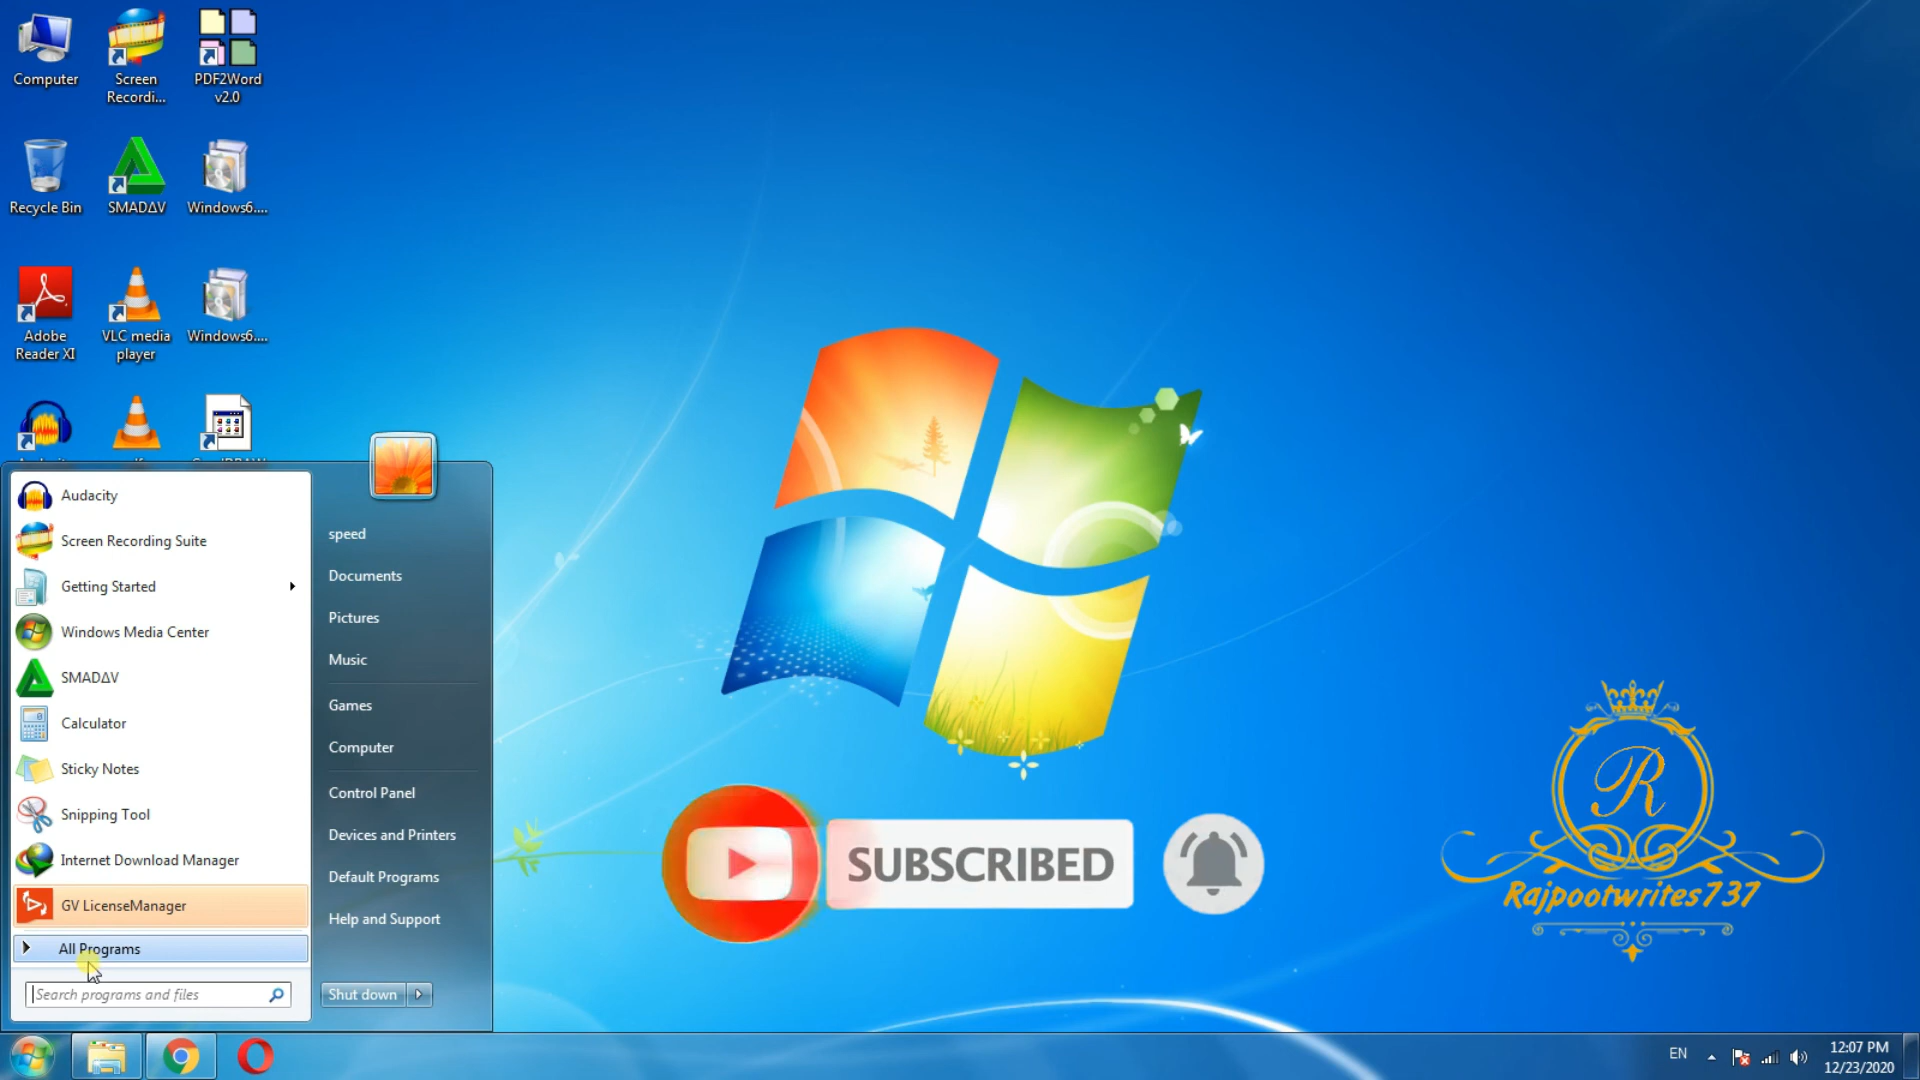 Computer
Screen
Recordi...
PDF2Word
v2.0
Recycle Bin
SMADΔV
Windows6....
Adobe
Reader XI
VLC media
player
Windows6....
Audacity
Screen Recording Suite
Getting Started
Windows Media Center
SMADΔV
Calculator
Sticky Notes
Snipping Tool
Internet Download Manager
GV LicenseManager
All Programs
Search programs and files
speed
Documents
Pictures
Music
Games
Computer
Control Panel
Devices and Printers
Default Programs
Help and Support
Shut down
SUBSCRIBED
R
Rajpootwrites737
EN
12:07 PM
12/23/2020